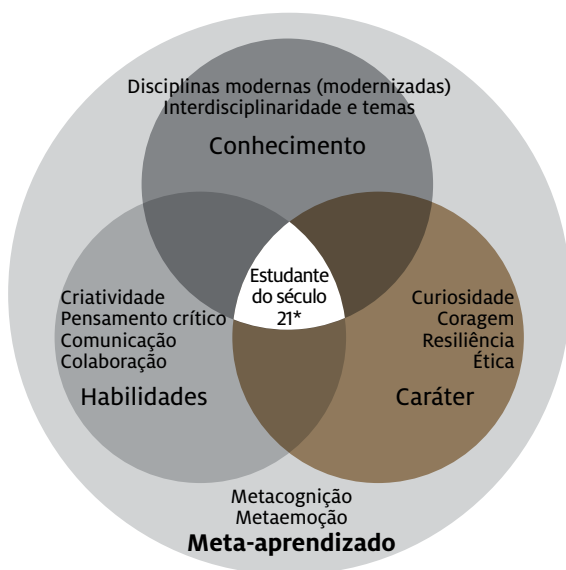 Disciplinas modernas (modernizadas)
Interdisciplinaridade e temas
Conhecimento
Estudante
do século
21*
Criatividade
Pensamento crítico
Comunicação
Colaboração
Habilidades
Curiosidade
Coragem
Resiliência
Ética
Caráter
Metacognição
Metaemoção
Meta-aprendizado